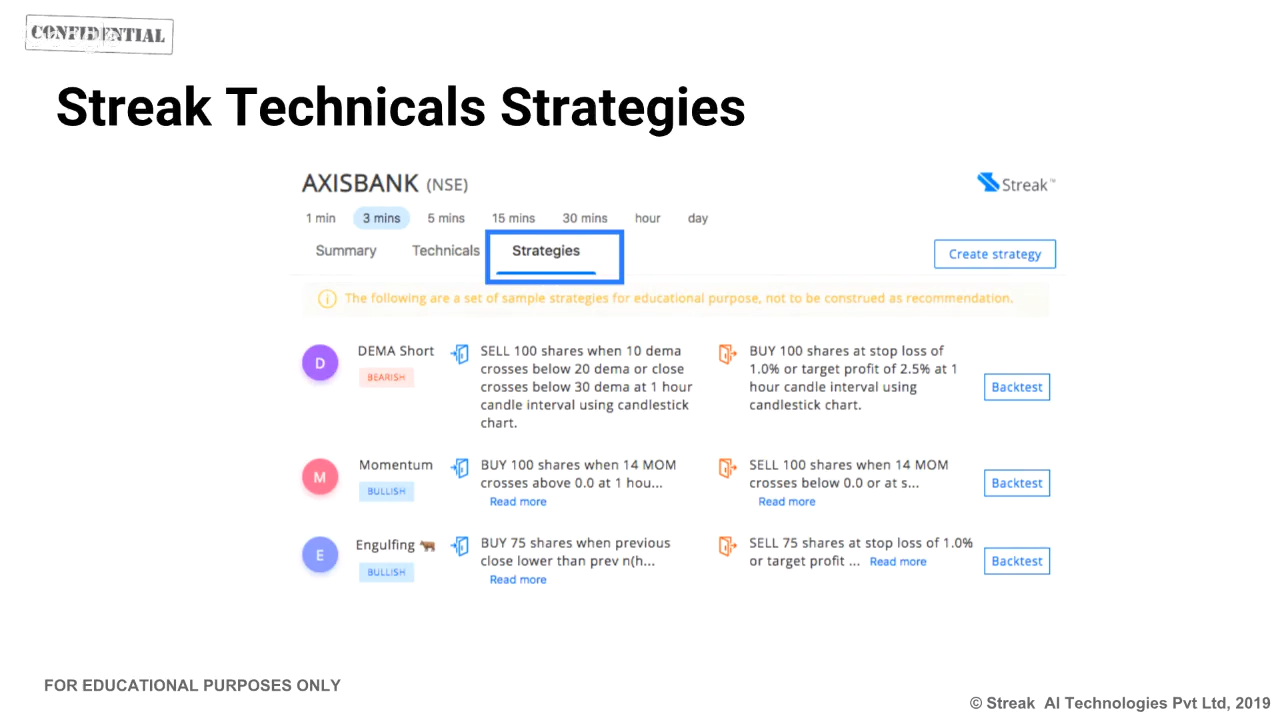 CONFIDENTIAL
Streak Technicals Strategies
AXISBANK (NSE)
Streak™
1 min 3 mins 5 mins 15 mins 30 mins hour day
Summary Technicals Strategies
Create strategy
The following are a set of sample strategies for educational purpose, not to be construed as recommendation.
D
DEMA Short
BEARISH
SELL 100 shares when 10 dema
crosses below 20 dema or close
crosses below 30 dema at 1 hour
candle interval using candlestick
chart.
BUY 100 shares at stop loss of
1.0% or target profit of 2.5% at 1
hour candle interval using
candlestick chart.
Backtest
M
Momentum
BULLISH
BUY 100 shares when 14 MOM
crosses above 0.0 at 1 hou...
Read more
SELL 100 shares when 14 MOM
crosses below 0.0 or at s...
Read more
Backtest
E
Engulfing
BULLISH
BUY 75 shares when previous
close lower than prev n(h...
Read more
SELL 75 shares at stop loss of 1.0%
or target profit ... Read more
Backtest
FOR EDUCATIONAL PURPOSES ONLY
© Streak AI Technologies Pvt Ltd, 2019